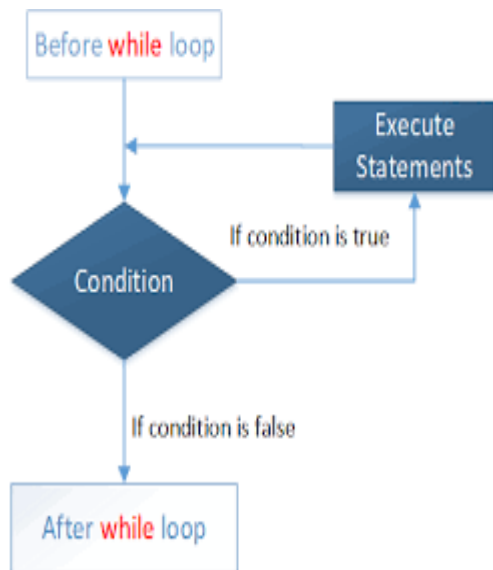 Before while loop
Execute
Statements
If condition is true
Condition
If condition is false
After while loop